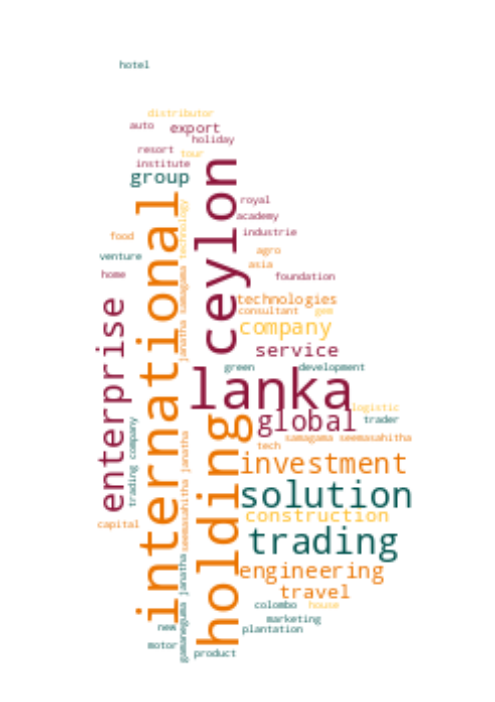 hotel
distributor
auto
export
holiday
resort
tour
institute
group
royal
academy
industrie
food
agro
venture
asia
home
foundation
international
ceylon
technology
janatha samagama
technologies
consultant gem
company
enterprise
service
green
development
lanka
logistic
global
trader
trading company
samagama seemasahitha
tech
seemasahitha janatha
holding
investment
solution
construction
capital
trading
engineering
gamaneguma janatha
travel
colombo
house
marketing
new
plantation
motor
product